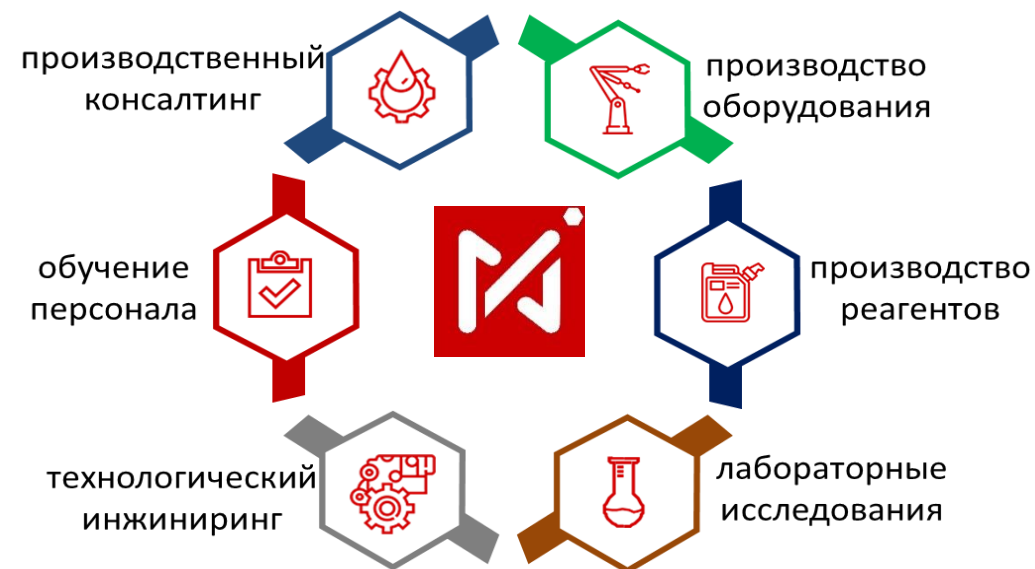 производственный
консалтинг
производство
оборудования
обучение
персонала
производство
реагентов
технологический
инжиниринг
лабораторные
исследования